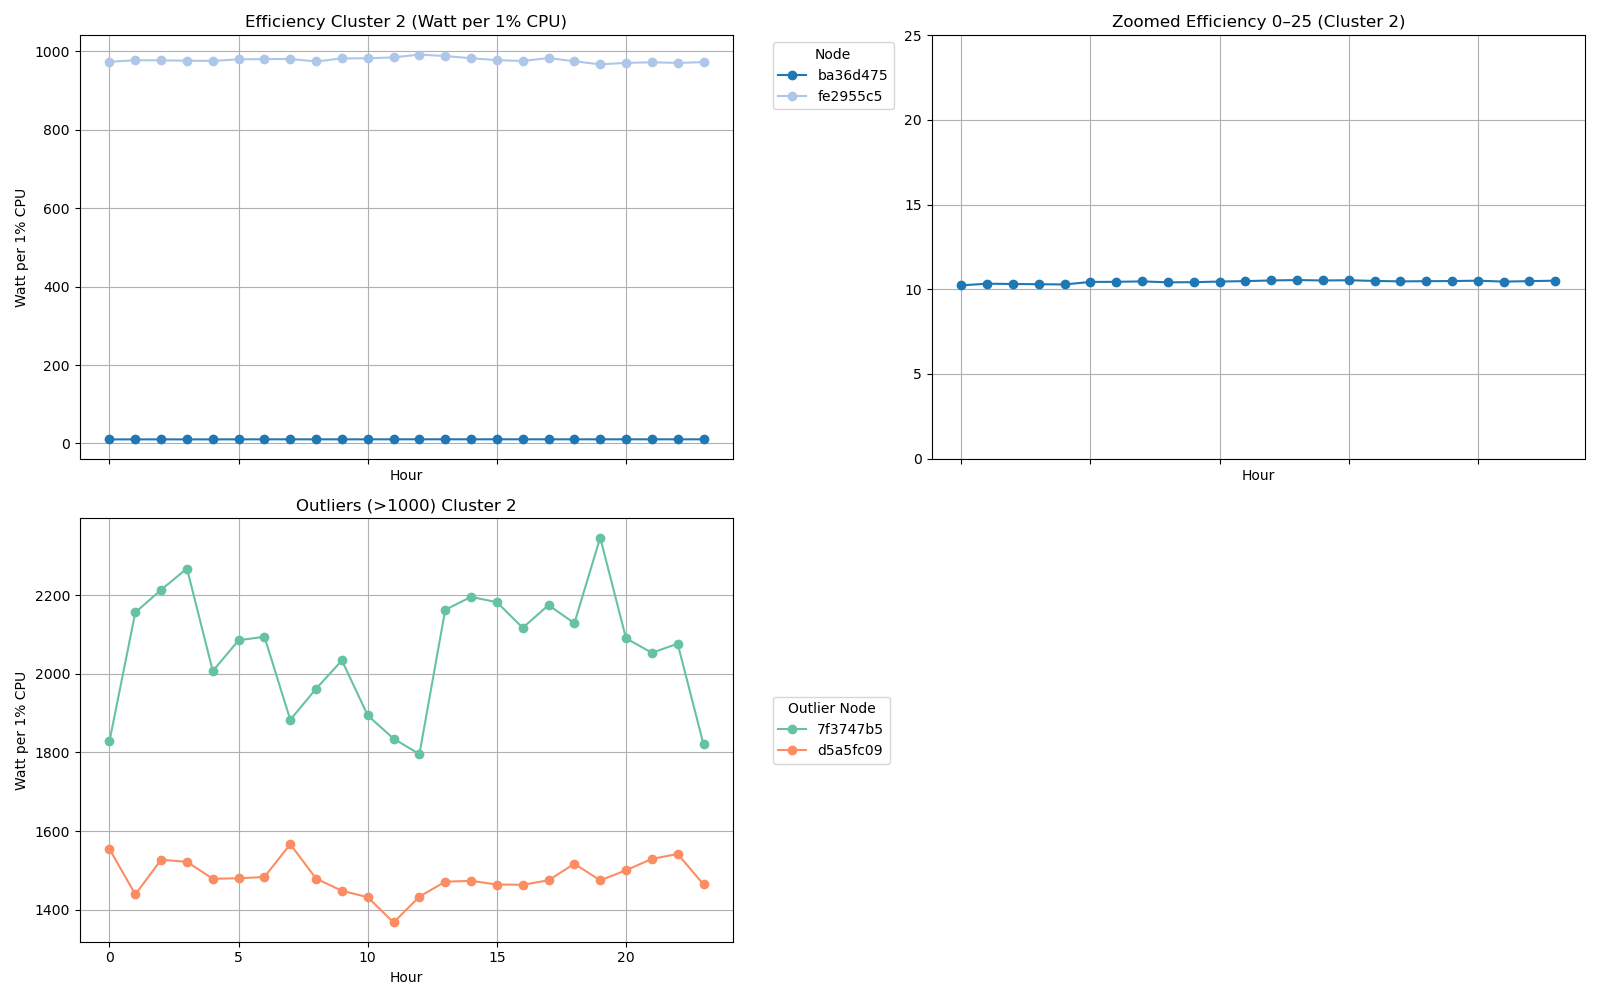 Efficiency Cluster 2 (Watt per 1% CPU)
Watt per 1% CPU
1000
800
600
400
200
0
Hour
Node
ba36d475
fe2955c5
Zoomed Efficiency 0–25 (Cluster 2)
25
20
15
10
5
0
Hour
Outliers (>1000) Cluster 2
Watt per 1% CPU
2200
2000
1800
1600
1400
0 5 10 15 20
Hour
Outlier Node
7f3747b5
d5a5fc09